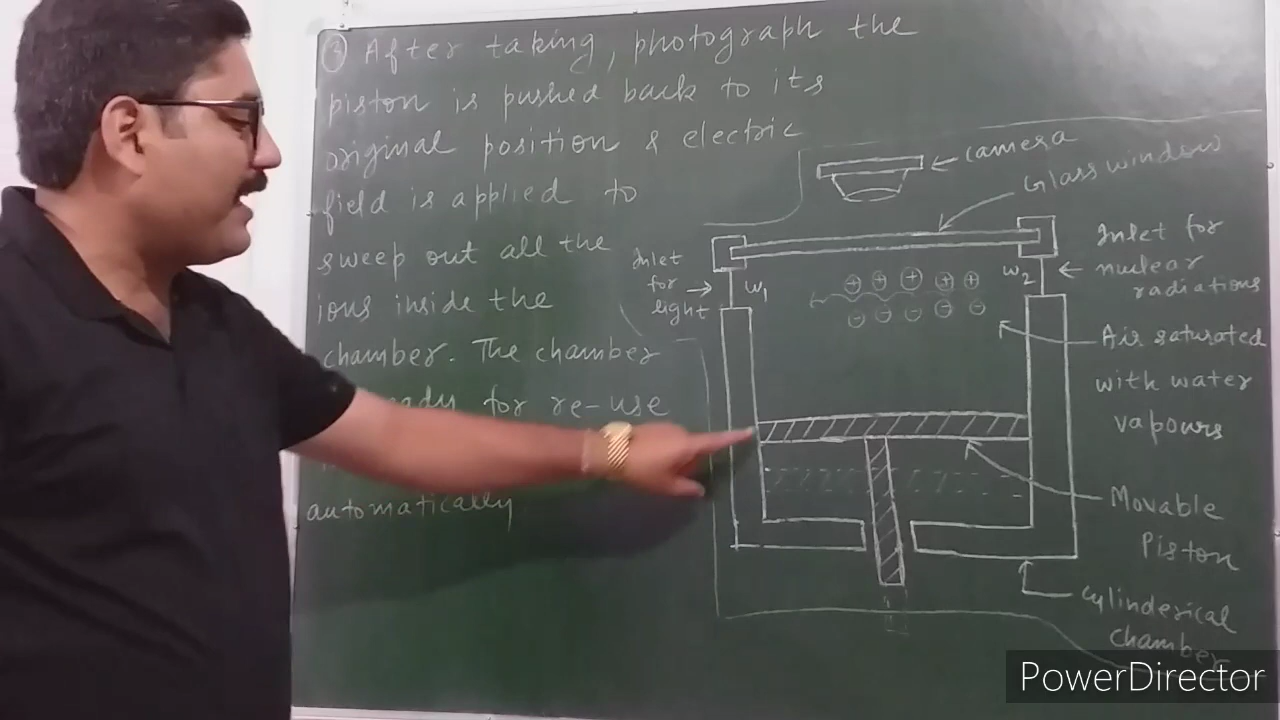 ③ After taking, photograph the
piston is pushed back to its
original position & electric
field is applied to
sweep out all the
ions inside the
chamber. The chamber
ready for re-use
automatically
camera
Glass window
Inlet
for
light
W1
W2
Inlet for
nuclear
radiations
+ + + + +
- - - - -
Air saturated
with water
vapours
Movable
Piston
cylinderical
chamber
PowerDirector